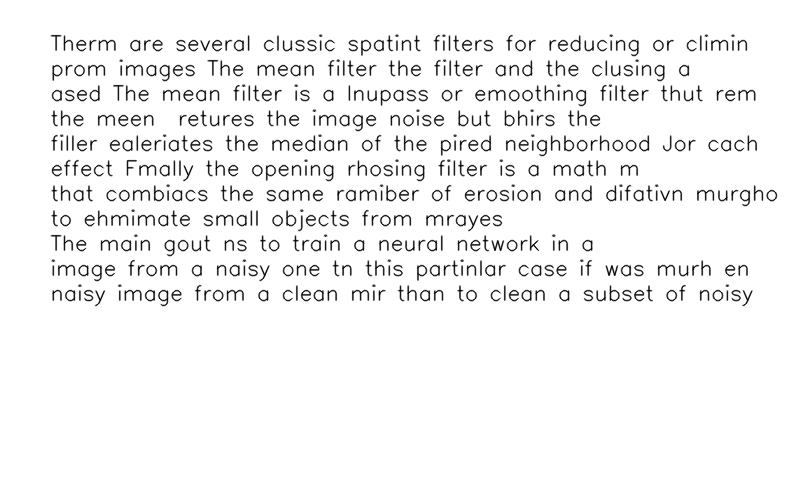 Therm are several clussic spatint filters for reducing or climin
prom images The mean filter the filter and the clusing a
ased The mean filter is a lnupass or emoothing filter thut rem
the meen retures the image noise but bhirs the
filler ealeriates the median of the pired neighborhood Jor cach
effect Fmally the opening rhosing filter is a math m
that combiacs the same ramiber of erosion and difativn murgho
to ehmimate small objects from mrayes
The main gout ns to train a neural network in a
image from a naisy one tn this partinlar case if was murh en
naisy image from a clean mir than to clean a subset of noisy